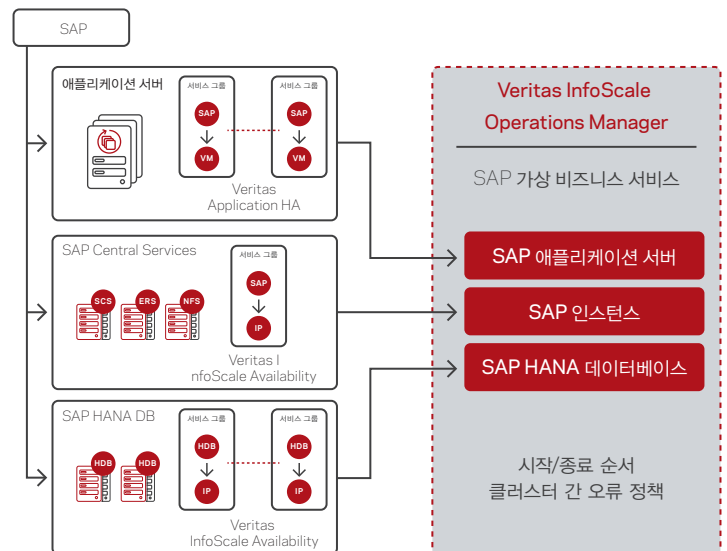 SAP
애플리케이션 서버
서비스 그룹
SAP
VM
서비스 그룹
SAP
VM
Veritas
Application HA
SAP Central Services
SCS
ERS
NFS
서비스 그룹
SAP
IP
Veritas I
nfoScale Availability
SAP HANA DB
HDB
HDB
서비스 그룹
HDB
IP
서비스 그룹
HDB
IP
Veritas
InfoScale Availability
Veritas InfoScale
Operations Manager
SAP 가상 비즈니스 서비스
SAP 애플리케이션 서버
SAP 인스턴스
SAP HANA 데이터베이스
시작/종료 순서
클러스터 간 오류 정책